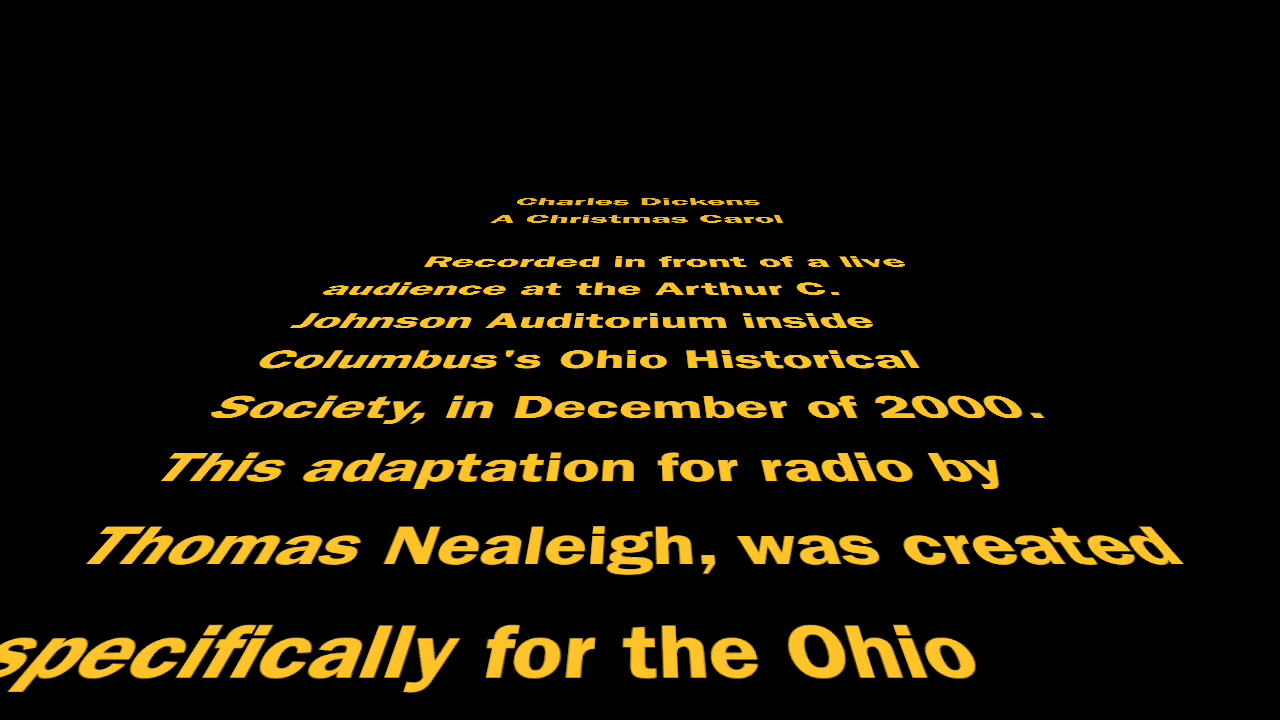 Charles Dickens
A Christmas Carol
Recorded in front of a live
audience at the Arthur C.
Johnson Auditorium inside
Columbus's Ohio Historical
Society, in December of 2000.
This adaptation for radio by
Thomas Nealeigh, was created
specifically for the Ohio